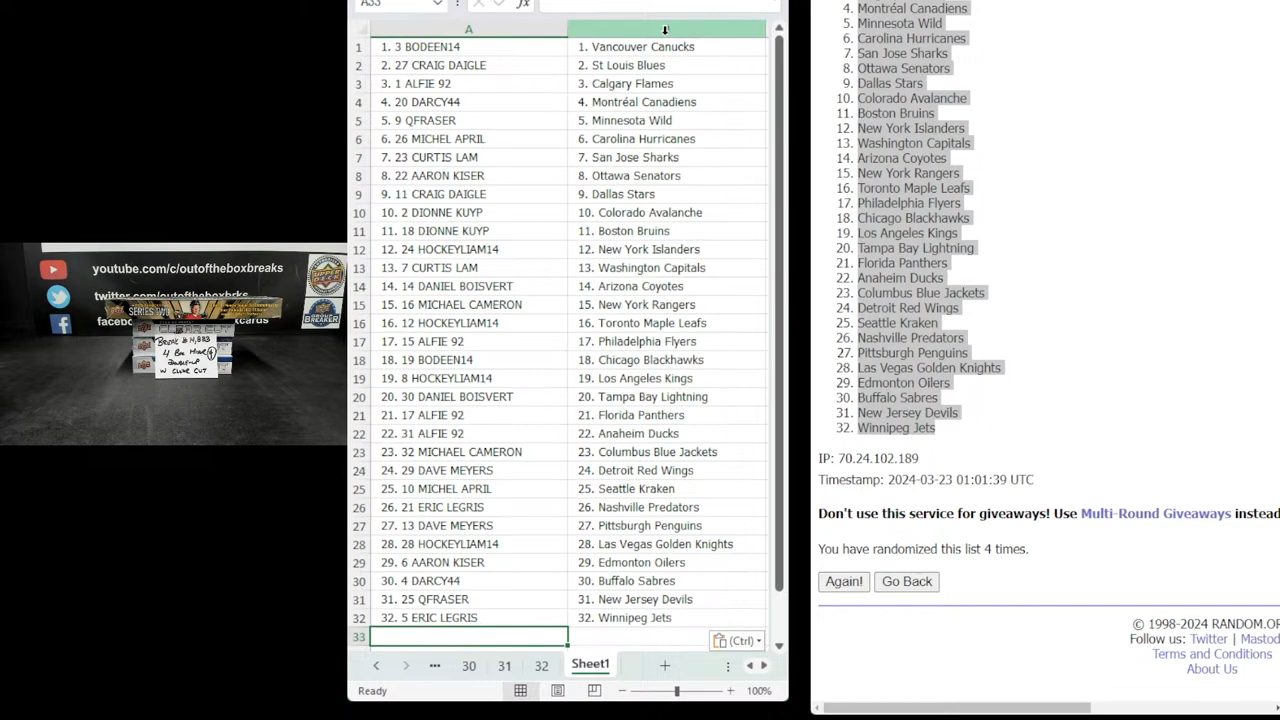 youtube.com/c/outoftheboxbreaks
twitter.com/outoftheboxbrks
SERIES TWO
BREAK # 14,883
4 BOX MIXER
DOUBLE-UP
W CLEAR CUT
A33
fx
A
1 1. 3 BODEEN14 1. Vancouver Canucks
2 2. 27 CRAIG DAIGLE 2. St Louis Blues
3 3. 1 ALFIE 92 3. Calgary Flames
4 4. 20 DARCY44 4. Montréal Canadiens
5 5. 9 QFRASER 5. Minnesota Wild
6 6. 26 MICHEL APRIL 6. Carolina Hurricanes
7 7. 23 CURTIS LAM 7. San Jose Sharks
8 8. 22 AARON KISER 8. Ottawa Senators
9 9. 11 CRAIG DAIGLE 9. Dallas Stars
10 10. 2 DIONNE KUYP 10. Colorado Avalanche
11 11. 18 DIONNE KUYP 11. Boston Bruins
12 12. 24 HOCKEYLIAM14 12. New York Islanders
13 13. 7 CURTIS LAM 13. Washington Capitals
14 14. 14 DANIEL BOISVERT 14. Arizona Coyotes
15 15. 16 MICHAEL CAMERON 15. New York Rangers
16 16. 12 HOCKEYLIAM14 16. Toronto Maple Leafs
17 17. 15 ALFIE 92 17. Philadelphia Flyers
18 18. 19 BODEEN14 18. Chicago Blackhawks
19 19. 8 HOCKEYLIAM14 19. Los Angeles Kings
20 20. 30 DANIEL BOISVERT 20. Tampa Bay Lightning
21 21. 17 ALFIE 92 21. Florida Panthers
22 22. 31 ALFIE 92 22. Anaheim Ducks
23 23. 32 MICHAEL CAMERON 23. Columbus Blue Jackets
24 24. 29 DAVE MEYERS 24. Detroit Red Wings
25 25. 10 MICHEL APRIL 25. Seattle Kraken
26 26. 21 ERIC LEGRIS 26. Nashville Predators
27 27. 13 DAVE MEYERS 27. Pittsburgh Penguins
28 28. 28 HOCKEYLIAM14 28. Las Vegas Golden Knights
29 29. 6 AARON KISER 29. Edmonton Oilers
30 30. 4 DARCY44 30. Buffalo Sabres
31 31. 25 QFRASER 31. New Jersey Devils
32 32. 5 ERIC LEGRIS 32. Winnipeg Jets
33
(Ctrl)
30 31 32 Sheet1
Ready 100%
4. Montréal Canadiens
5. Minnesota Wild
6. Carolina Hurricanes
7. San Jose Sharks
8. Ottawa Senators
9. Dallas Stars
10. Colorado Avalanche
11. Boston Bruins
12. New York Islanders
13. Washington Capitals
14. Arizona Coyotes
15. New York Rangers
16. Toronto Maple Leafs
17. Philadelphia Flyers
18. Chicago Blackhawks
19. Los Angeles Kings
20. Tampa Bay Lightning
21. Florida Panthers
22. Anaheim Ducks
23. Columbus Blue Jackets
24. Detroit Red Wings
25. Seattle Kraken
26. Nashville Predators
27. Pittsburgh Penguins
28. Las Vegas Golden Knights
29. Edmonton Oilers
30. Buffalo Sabres
31. New Jersey Devils
32. Winnipeg Jets
IP: 70.24.102.189
Timestamp: 2024-03-23 01:01:39 UTC
Don't use this service for giveaways! Use Multi-Round Giveaways instead
You have randomized this list 4 times.
Again! Go Back
© 1998-2024 RANDOM.OR
Follow us: Twitter | Mastod
Terms and Conditions
About Us